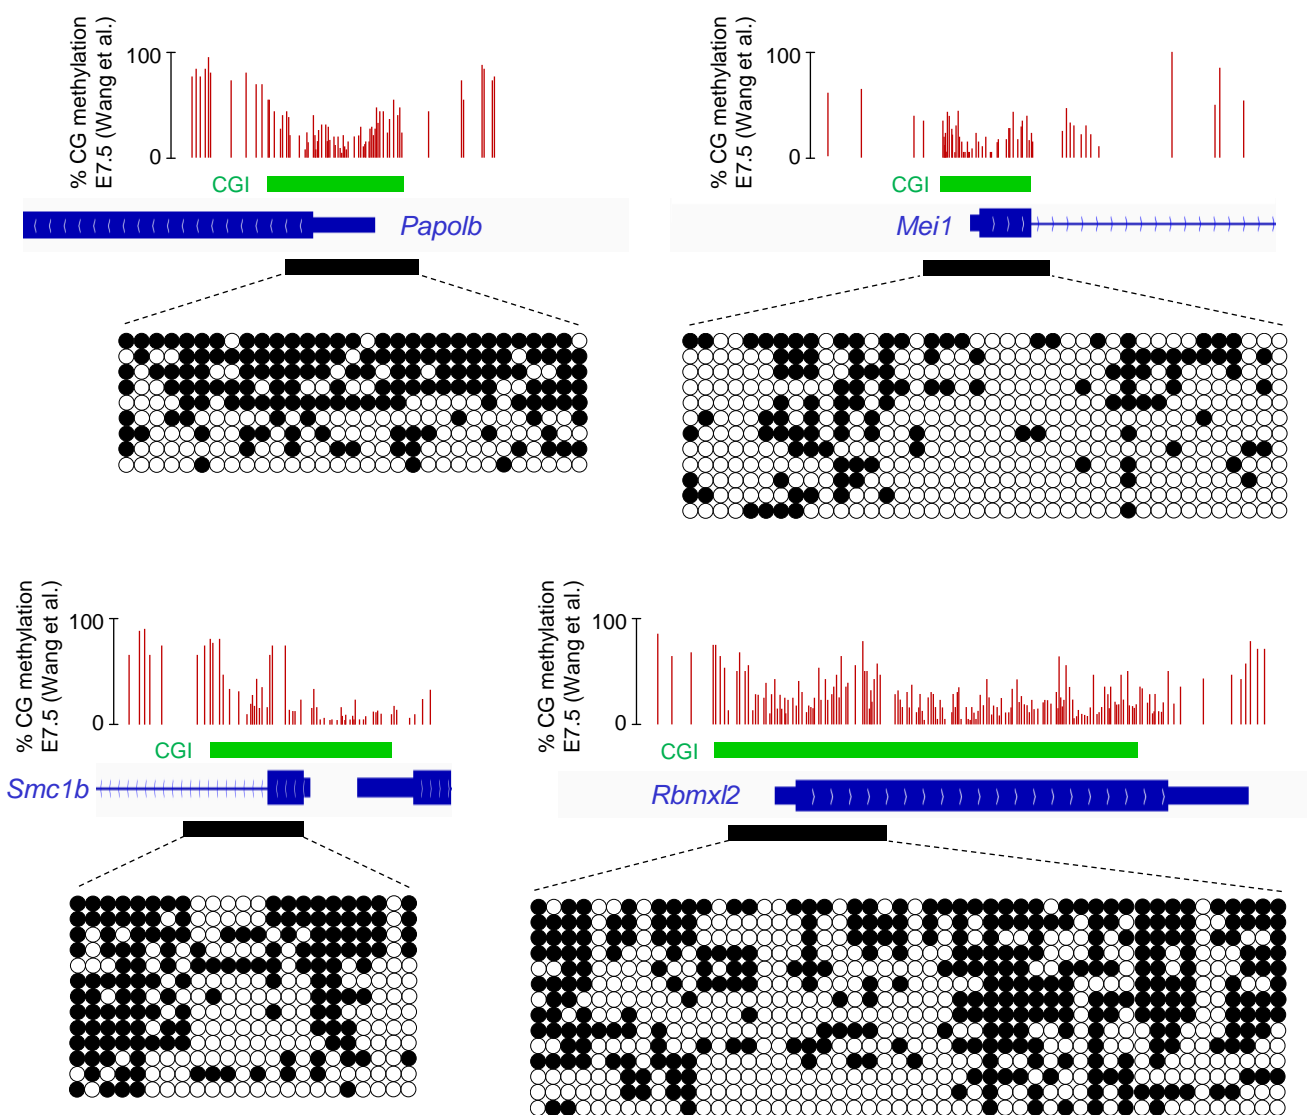 % CG methylation
E7.5 (Wang et al.)
100
0
CGI
Papolb
% CG methylation
E7.5 (Wang et al.)
100
0
CGI
Mei1
% CG methylation
E7.5 (Wang et al.)
100
0
CGI
Smc1b
% CG methylation
E7.5 (Wang et al.)
100
0
CGI
Rbmxl2